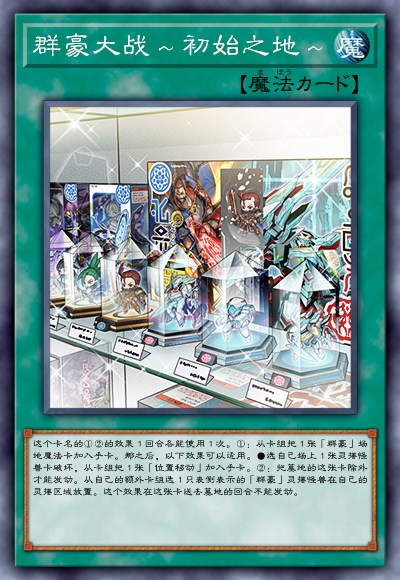 群豪大战～初始之地～ 魔
【魔法カード】
这个卡名的①②的效果1回合各能使用1次。①：从卡组把1张「群豪」场
地魔法卡加入手卡。那之后，以下效果可以适用。●选自己场上1张灵摆怪
兽卡破坏，从卡组把1张「位置移动」加入手卡。②：把墓地的这张卡除外
才能发动。从自己的额外卡组选1只表侧表示的「群豪」灵摆怪兽在自己的
灵摆区域放置。这个效果在这张卡送去墓地的回合不能发动。